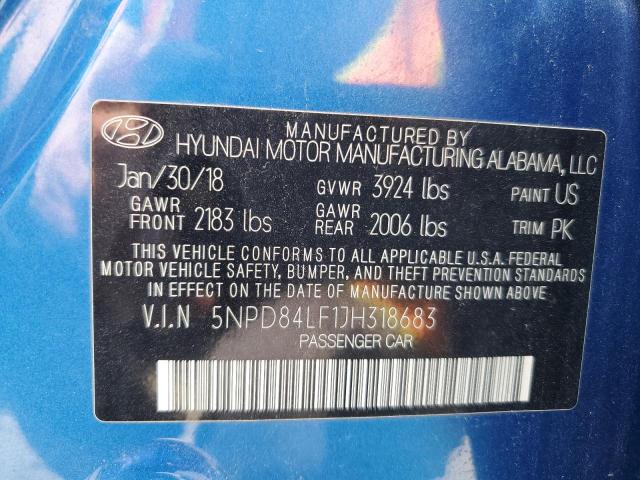 MANUFACTURED BY
HYUNDAI MOTOR MANUFACTURING ALABAMA, LLC
Jan/30/18 GVWR 3924 lbs PAINT US
GAWR FRONT 2183 lbs GAWR REAR 2006 lbs TRIM PK
THIS VEHICLE CONFORMS TO ALL APPLICABLE U.S.A. FEDERAL
MOTOR VEHICLE SAFETY, BUMPER, AND THEFT PREVENTION STANDARDS
IN EFFECT ON THE DATE OF MANUFACTURE SHOWN ABOVE.
V.I.N 5NPD84LF1JH318683
PASSENGER CAR